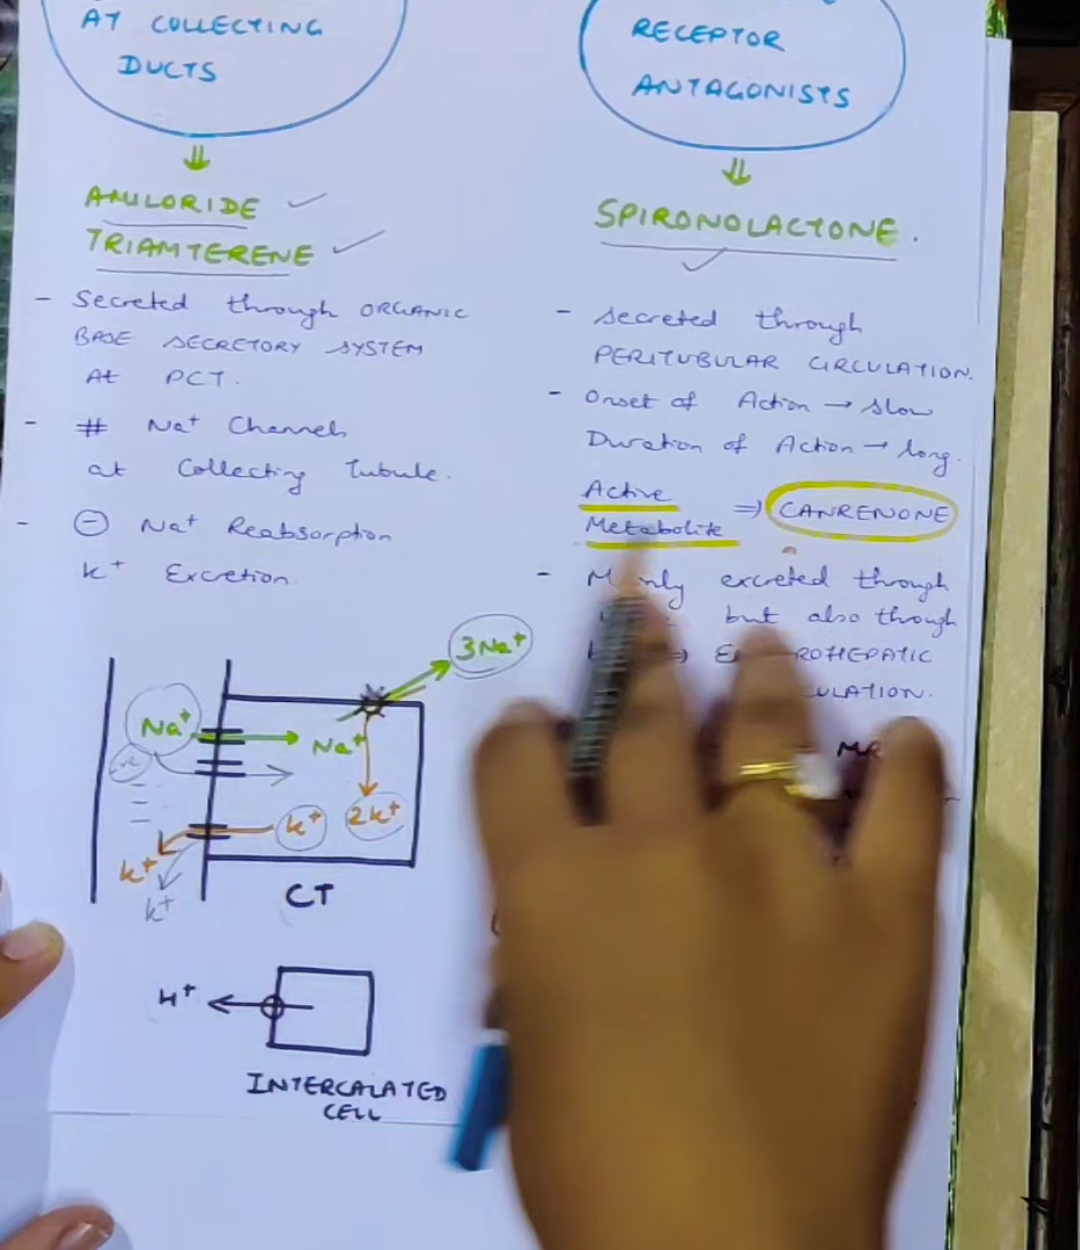 AT COLLECTING
DUCTS
AMILORIDE
TRIAMTERENE
- Secreted through ORGANIC
BASE SECRETORY SYSTEM
At PCT.
- # Na+ Channels
at Collecting Tubule.
- ⊖ Na+ Reabsorption
K+ Excretion
3Na+
Na+
Na+
K+
2K+
K+
K+
CT
H+
INTERCALATED
CELL
RECEPTOR
ANTAGONISTS
SPIRONOLACTONE.
- secreted through
PERITUBULAR CIRCULATION.
- Onset of Action → slow
Duration of Action → long.
Active
Metabolite ⇒ CANRENONE
- excreted through
but also through